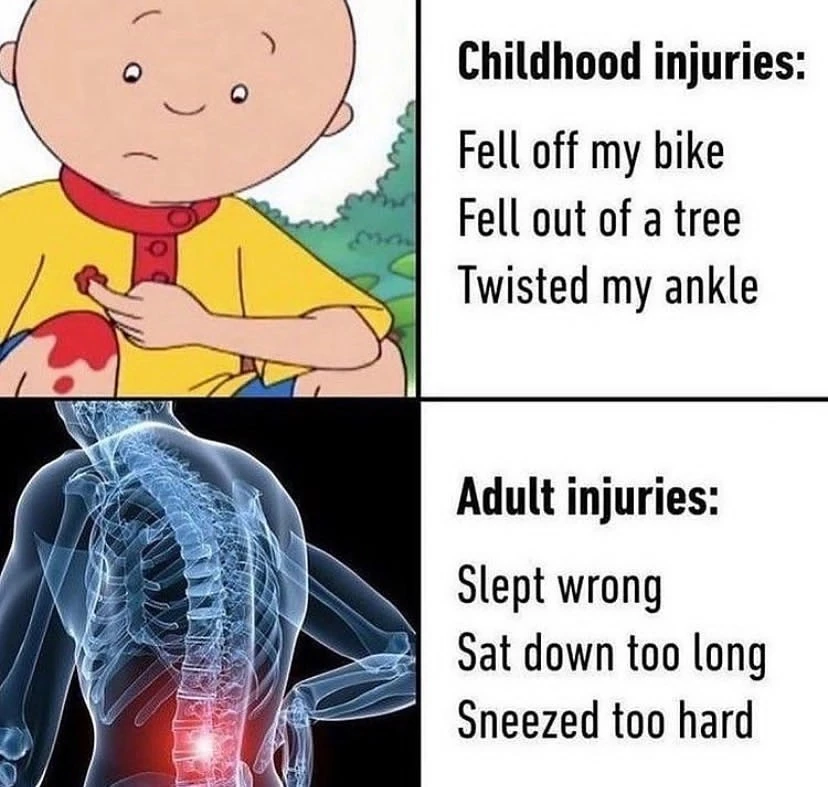 Childhood injuries:
Fell off my bike
Fell out of a tree
Twisted my ankle
Adult injuries:
Slept wrong
Sat down too long
Sneezed too hard